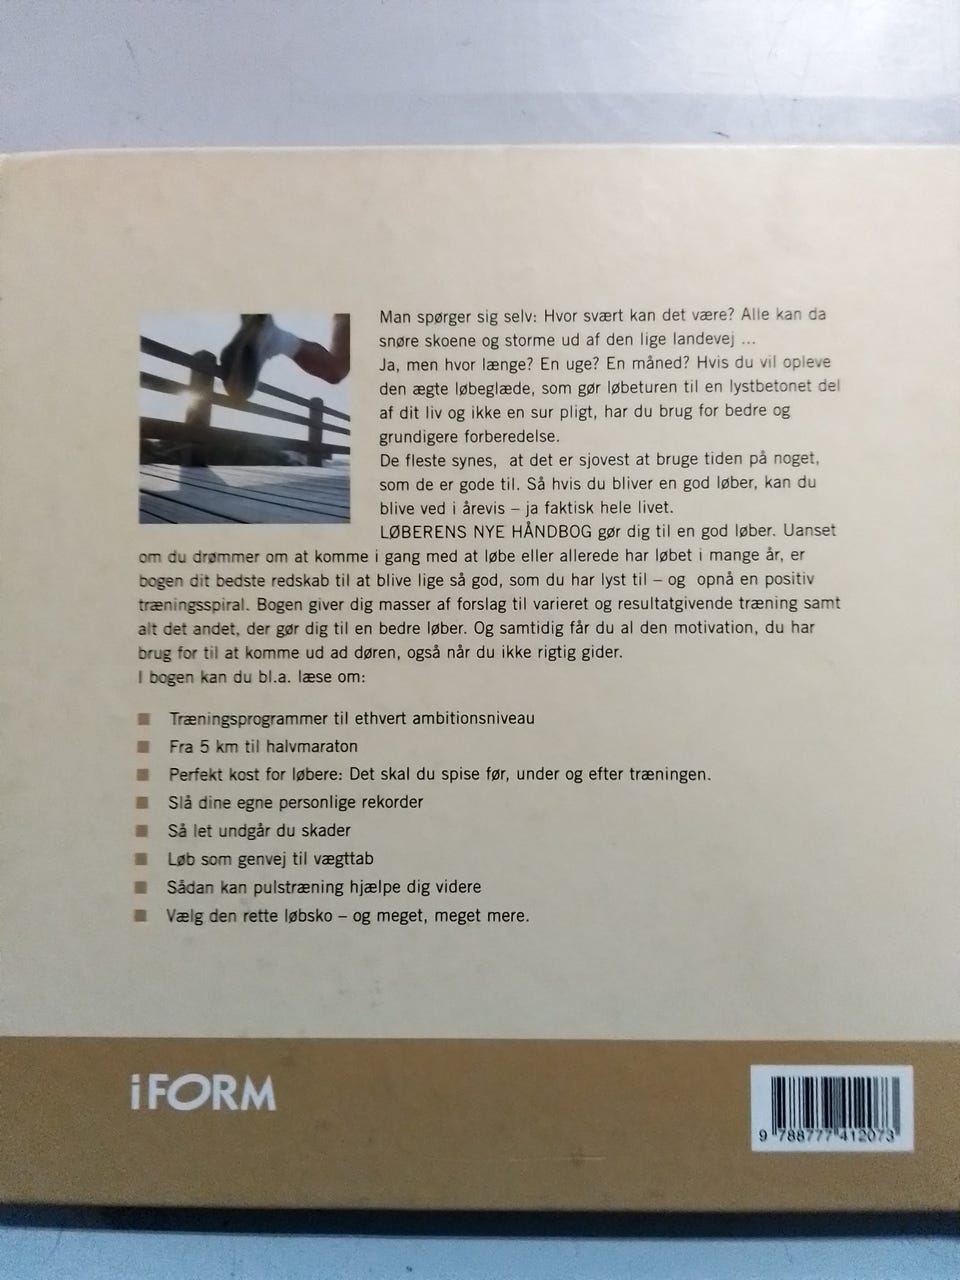 Man spørger sig selv: Hvor svært kan det være? Alle kan da
snøre skoene og storme ud af den lige landevej ...
Ja, men hvor længe? En uge? En måned? Hvis du vil opleve
den ægte løbeglæde, som gør løbeturen til en lystbetonet del
af dit liv og ikke en sur pligt, har du brug for bedre og
grundigere forberedelse.
De fleste synes, at det er sjovest at bruge tiden på noget,
som de er gode til. Så hvis du bliver en god løber, kan du
blive ved i årevis – ja faktisk hele livet.
LØBERENS NYE HÅNDBOG gør dig til en god løber. Uanset
om du drømmer om at komme i gang med at løbe eller allerede har løbet i mange år, er
bogen dit bedste redskab til at blive lige så god, som du har lyst til – og opnå en positiv
træningsspiral. Bogen giver dig masser af forslag til varieret og resultatgivende træning samt
alt det andet, der gør dig til en bedre løber. Og samtidig får du al den motivation, du har
brug for til at komme ud ad døren, også når du ikke rigtig gider.
I bogen kan du bl.a. læse om:
■ Træningsprogrammer til ethvert ambitionsniveau
■ Fra 5 km til halvmaraton
■ Perfekt kost for løbere: Det skal du spise før, under og efter træningen.
■ Slå dine egne personlige rekorder
■ Så let undgår du skader
■ Løb som genvej til vægttab
■ Sådan kan pulstræning hjælpe dig videre
■ Vælg den rette løbsko – og meget, meget mere.
iFORM
9 788777 412073